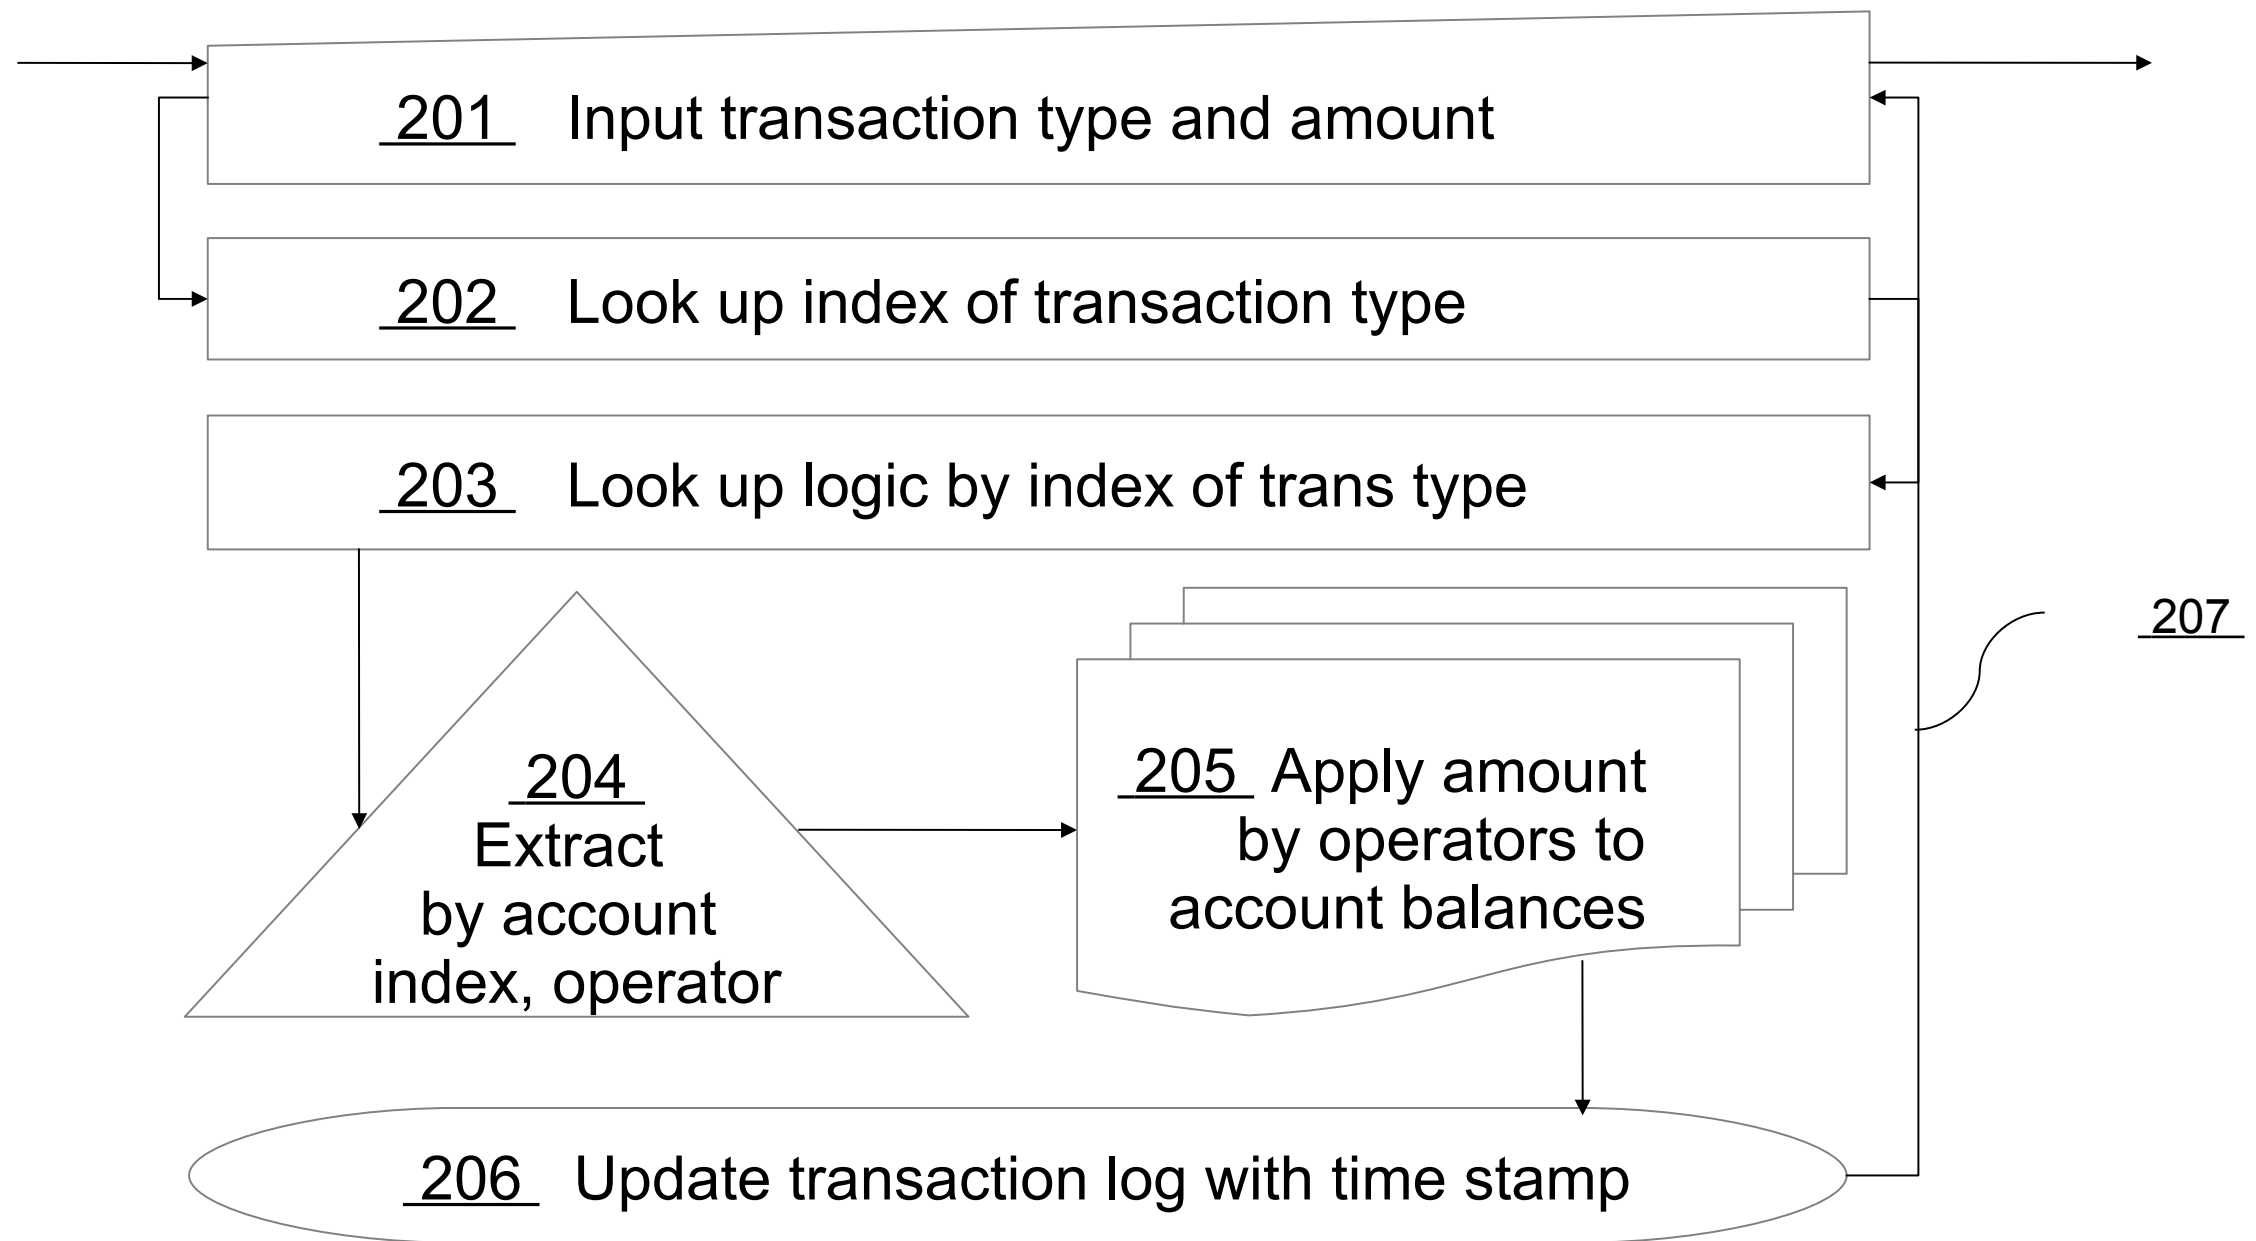 201 Input transaction type and amount
202 Look up index of transaction type
203 Look up logic by index of trans type
207
204
Extract
by account
index, operator
205 Apply amount
by operators to
account balances
206 Update transaction log with time stamp